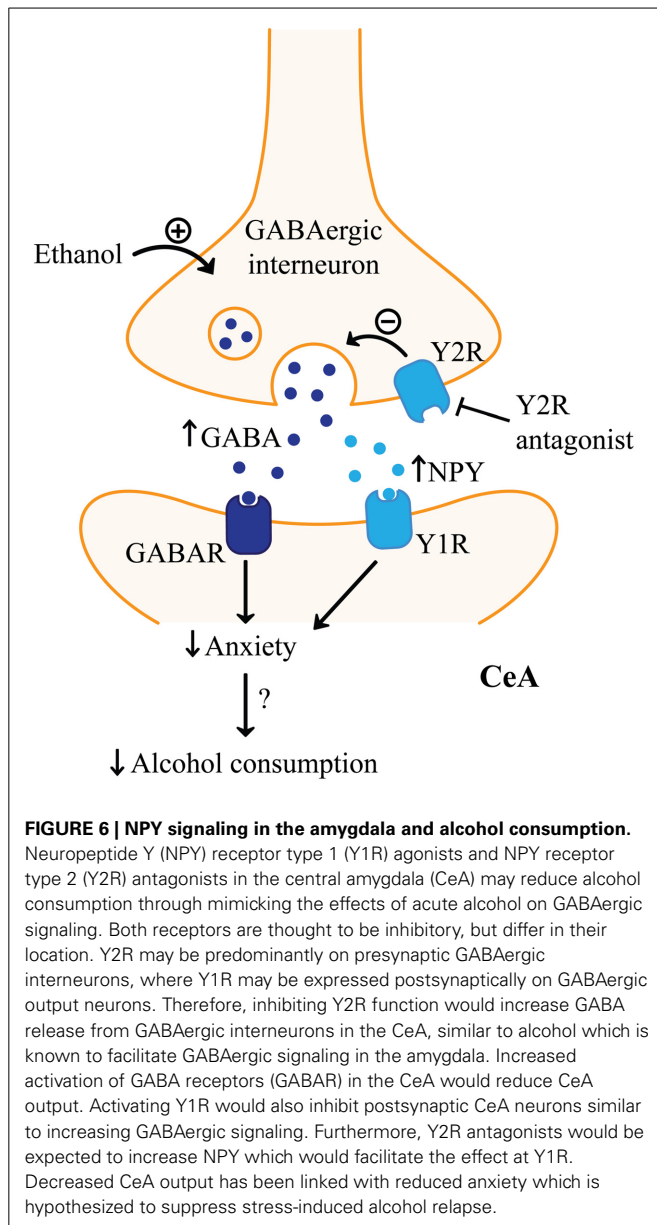 Ethanol
+
GABAergic
interneuron
−
Y2R
Y2R
antagonist
↑GABA
↑NPY
GABAR
Y1R
↓Anxiety
CeA
?
↓Alcohol consumption
FIGURE 6 | NPY signaling in the amygdala and alcohol consumption.
Neuropeptide Y (NPY) receptor type 1 (Y1R) agonists and NPY receptor
type 2 (Y2R) antagonists in the central amygdala (CeA) may reduce alcohol
consumption through mimicking the effects of acute alcohol on GABAergic
signaling. Both receptors are thought to be inhibitory, but differ in their
location. Y2R may be predominantly on presynaptic GABAergic
interneurons, where Y1R may be expressed postsynaptically on GABAergic
output neurons. Therefore, inhibiting Y2R function would increase GABA
release from GABAergic interneurons in the CeA, similar to alcohol which is
known to facilitate GABAergic signaling in the amygdala. Increased
activation of GABA receptors (GABAR) in the CeA would reduce CeA
output. Activating Y1R would also inhibit postsynaptic CeA neurons similar
to increasing GABAergic signaling. Furthermore, Y2R antagonists would be
expected to increase NPY which would facilitate the effect at Y1R.
Decreased CeA output has been linked with reduced anxiety which is
hypothesized to suppress stress-induced alcohol relapse.